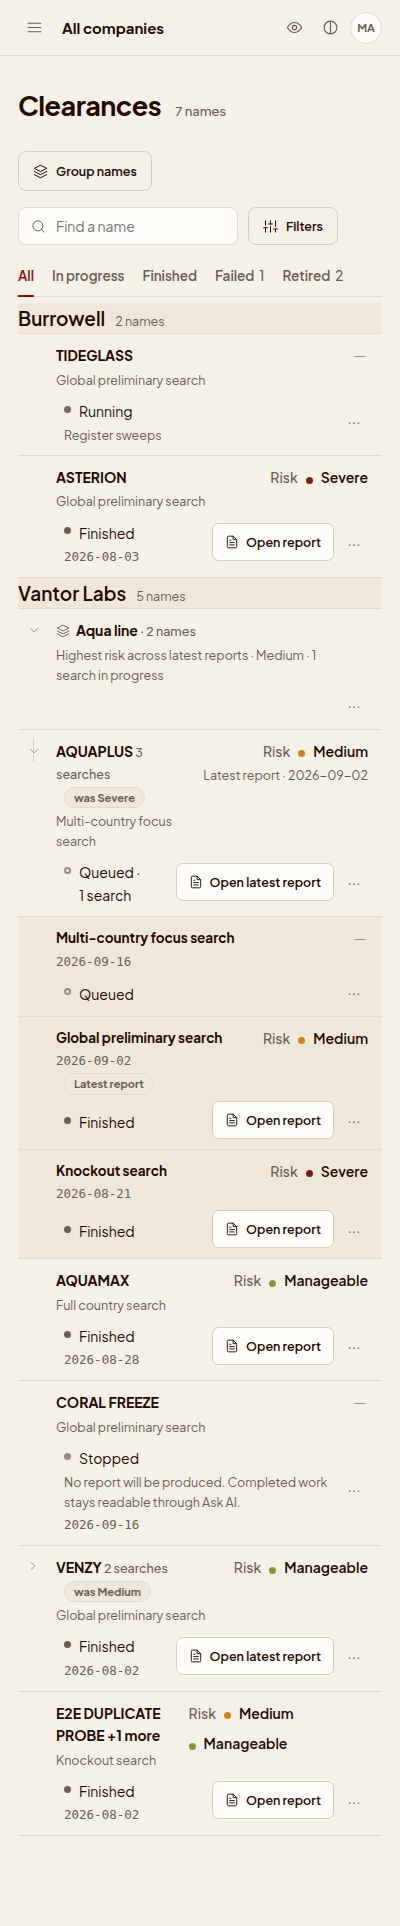 All companies
MA
Clearances 7 names
Group names
Find a name
Filters
All In progress Finished Failed 1 Retired 2
Burrowell 2 names
TIDEGLASS —
Global preliminary search
Running
Register sweeps
...
ASTERION Risk Severe
Global preliminary search
Finished
2026-08-03
Open report ...
Vantor Labs 5 names
Aqua line · 2 names
Highest risk across latest reports · Medium · 1
search in progress
...
AQUAPLUS 3
searches
Risk Medium
Latest report · 2026-09-02
was Severe
Multi-country focus
search
Queued ·
1 search
Open latest report ...
Multi-country focus search —
2026-09-16
Queued ...
Global preliminary search Risk Medium
2026-09-02
Latest report
Finished Open report ...
Knockout search Risk Severe
2026-08-21
Finished Open report ...
AQUAMAX Risk Manageable
Full country search
Finished
2026-08-28
Open report ...
CORAL FREEZE —
Global preliminary search
Stopped
No report will be produced. Completed work
stays readable through Ask AI.
2026-09-16
...
VENZY 2 searches Risk Manageable
was Medium
Global preliminary search
Finished
2026-08-02
Open latest report ...
E2E DUPLICATE
PROBE +1 more
Risk Medium
Manageable
Knockout search
Finished
2026-08-02
Open report ...